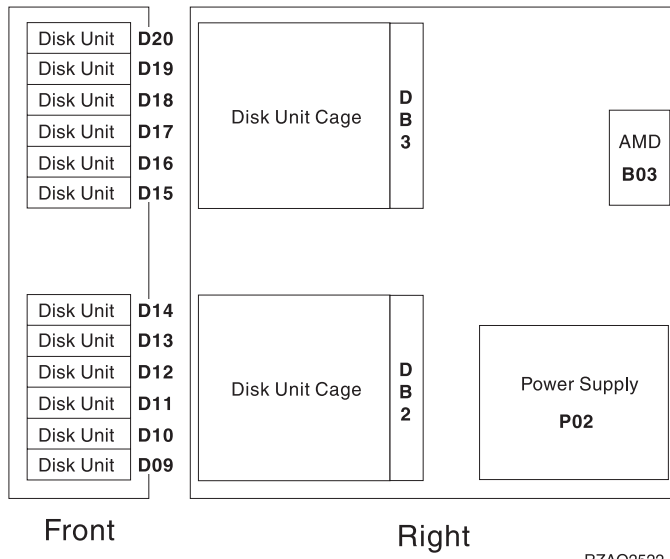 Disk Unit D20
Disk Unit D19
Disk Unit D18
Disk Unit D17
Disk Unit D16
Disk Unit D15
Disk Unit Cage
D
B
3
AMD
B03
Disk Unit D14
Disk Unit D13
Disk Unit D12
Disk Unit D11
Disk Unit D10
Disk Unit D09
Disk Unit Cage
D
B
2
Power Supply
P02
Front
Right